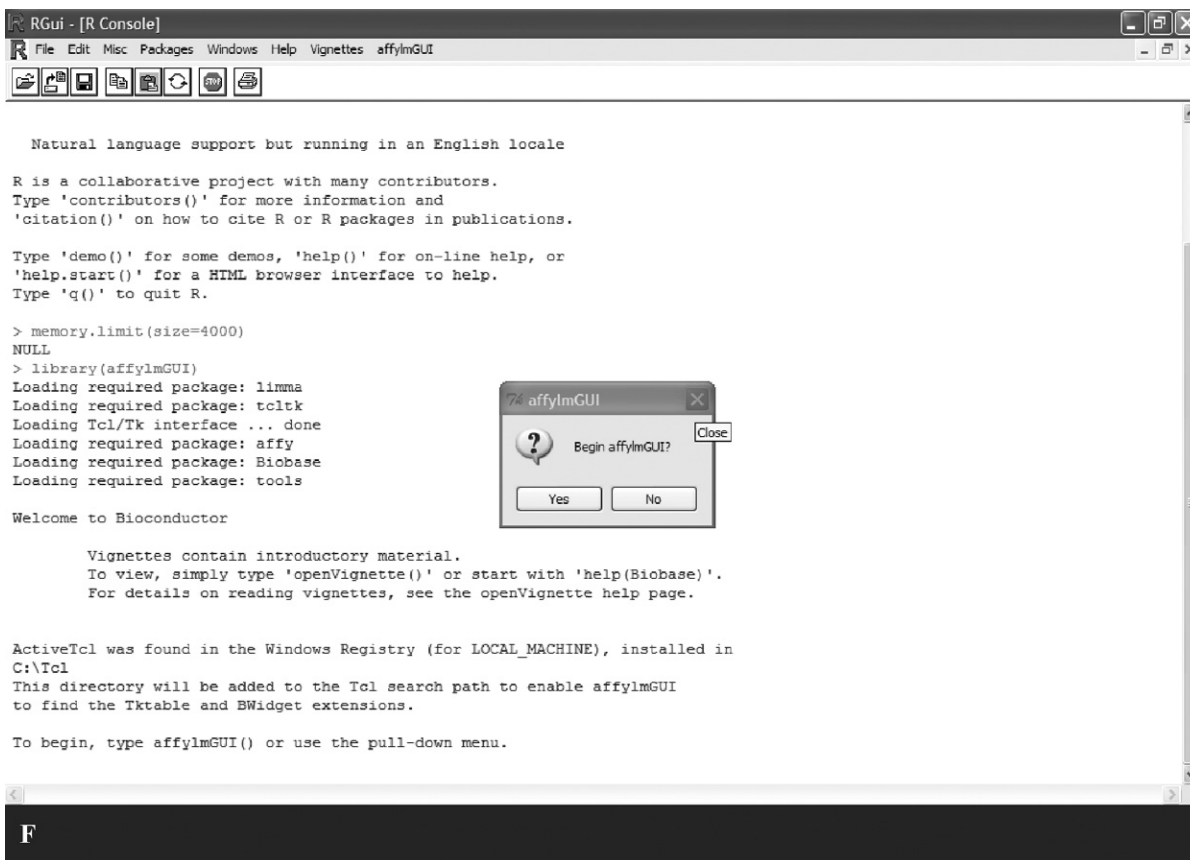 RGui - [R Console]
File Edit Misc Packages Windows Help Vignettes affylmGUI
STOP
Natural language support but running in an English locale
R is a collaborative project with many contributors.
Type 'contributors()' for more information and
'citation()' on how to cite R or R packages in publications.
Type 'demo()' for some demos, 'help()' for on-line help, or
'help.start()' for a HTML browser interface to help.
Type 'q()' to quit R.
> memory.limit(size=4000)
NULL
> library(affylmGUI)
Loading required package: limma
Loading required package: tcltk
Loading Tcl/Tk interface ... done
Loading required package: affy
Loading required package: Biobase
Loading required package: tools
Welcome to Bioconductor
Vignettes contain introductory material.
To view, simply type 'openVignette()' or start with 'help(Biobase)'.
For details on reading vignettes, see the openVignette help page.
ActiveTcl was found in the Windows Registry (for LOCAL_MACHINE), installed in
C:\Tcl
This directory will be added to the Tcl search path to enable affylmGUI
to find the Tktable and BWidget extensions.
To begin, type affylmGUI() or use the pull-down menu.
affylmGUI
Close
Begin affylmGUI?
Yes No
F